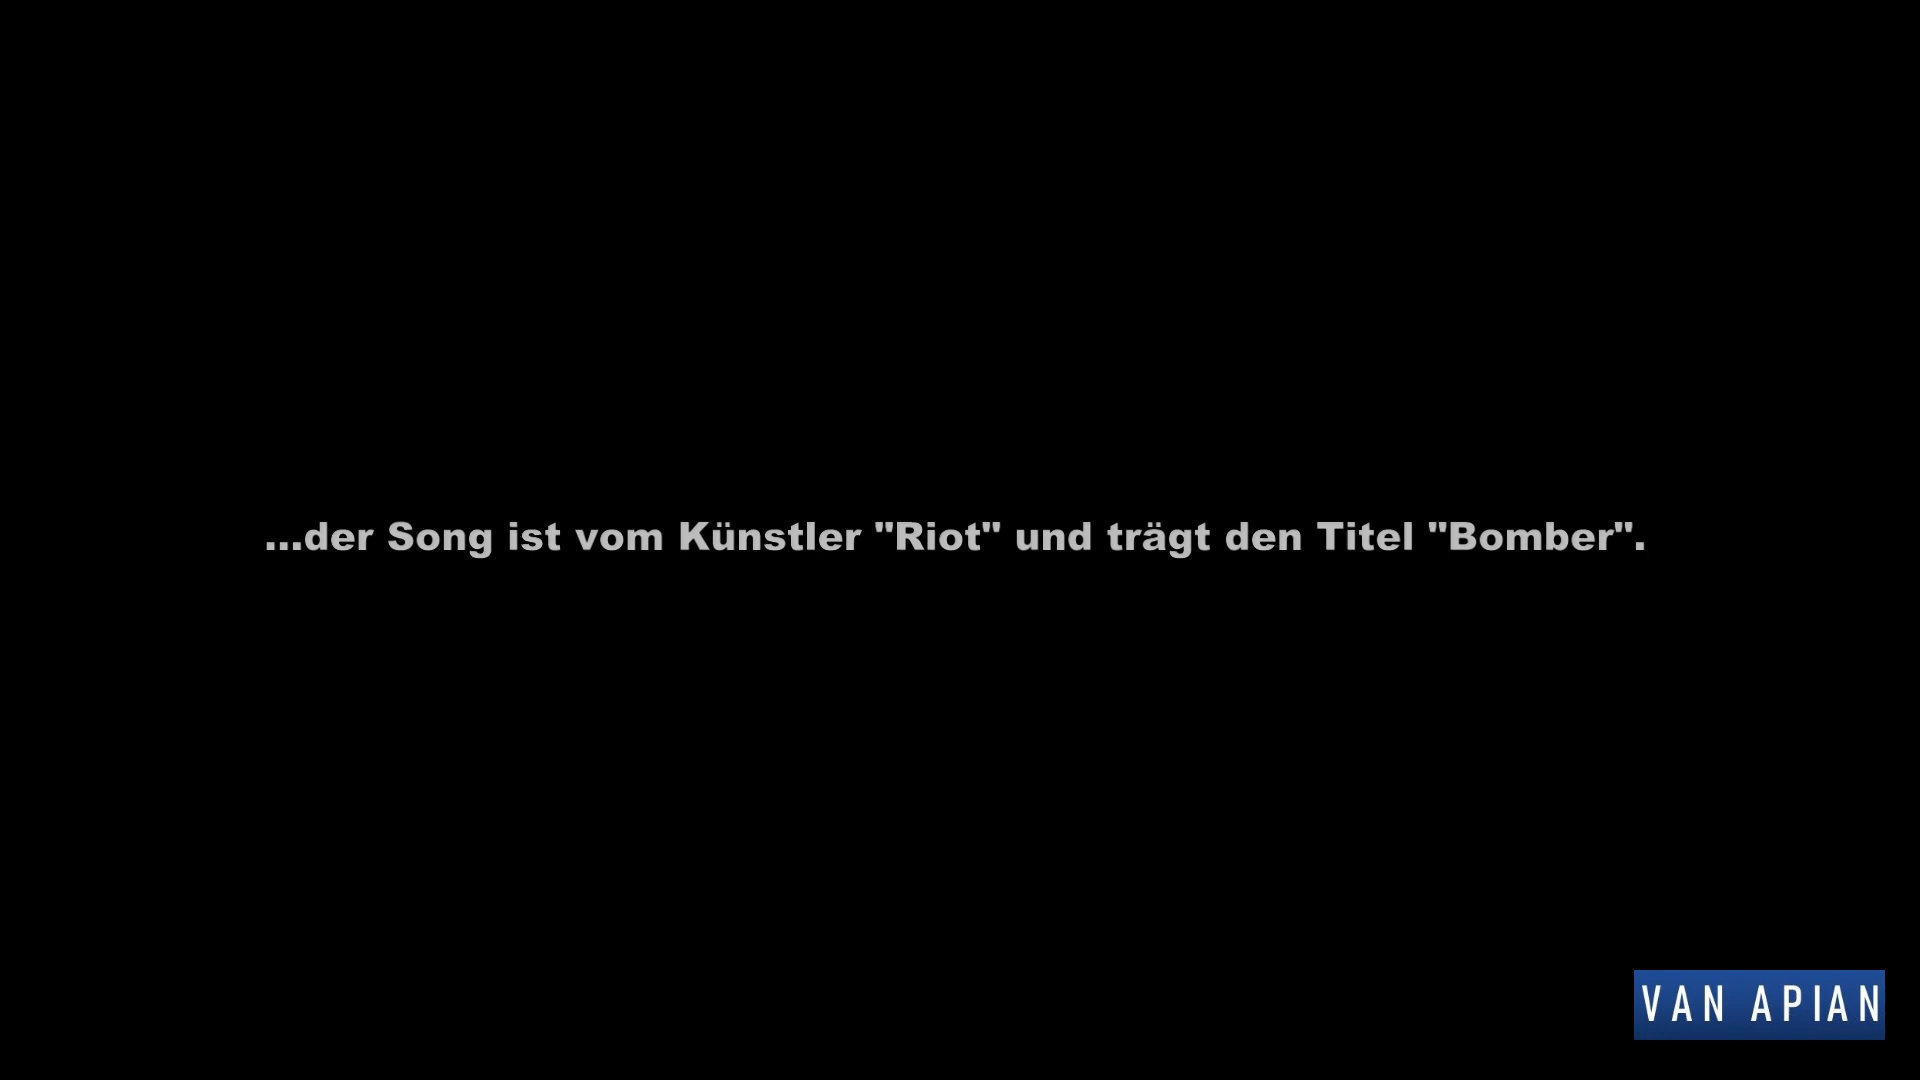 ...der Song ist vom Künstler "Riot" und trägt den Titel "Bomber".
VAN APIAN